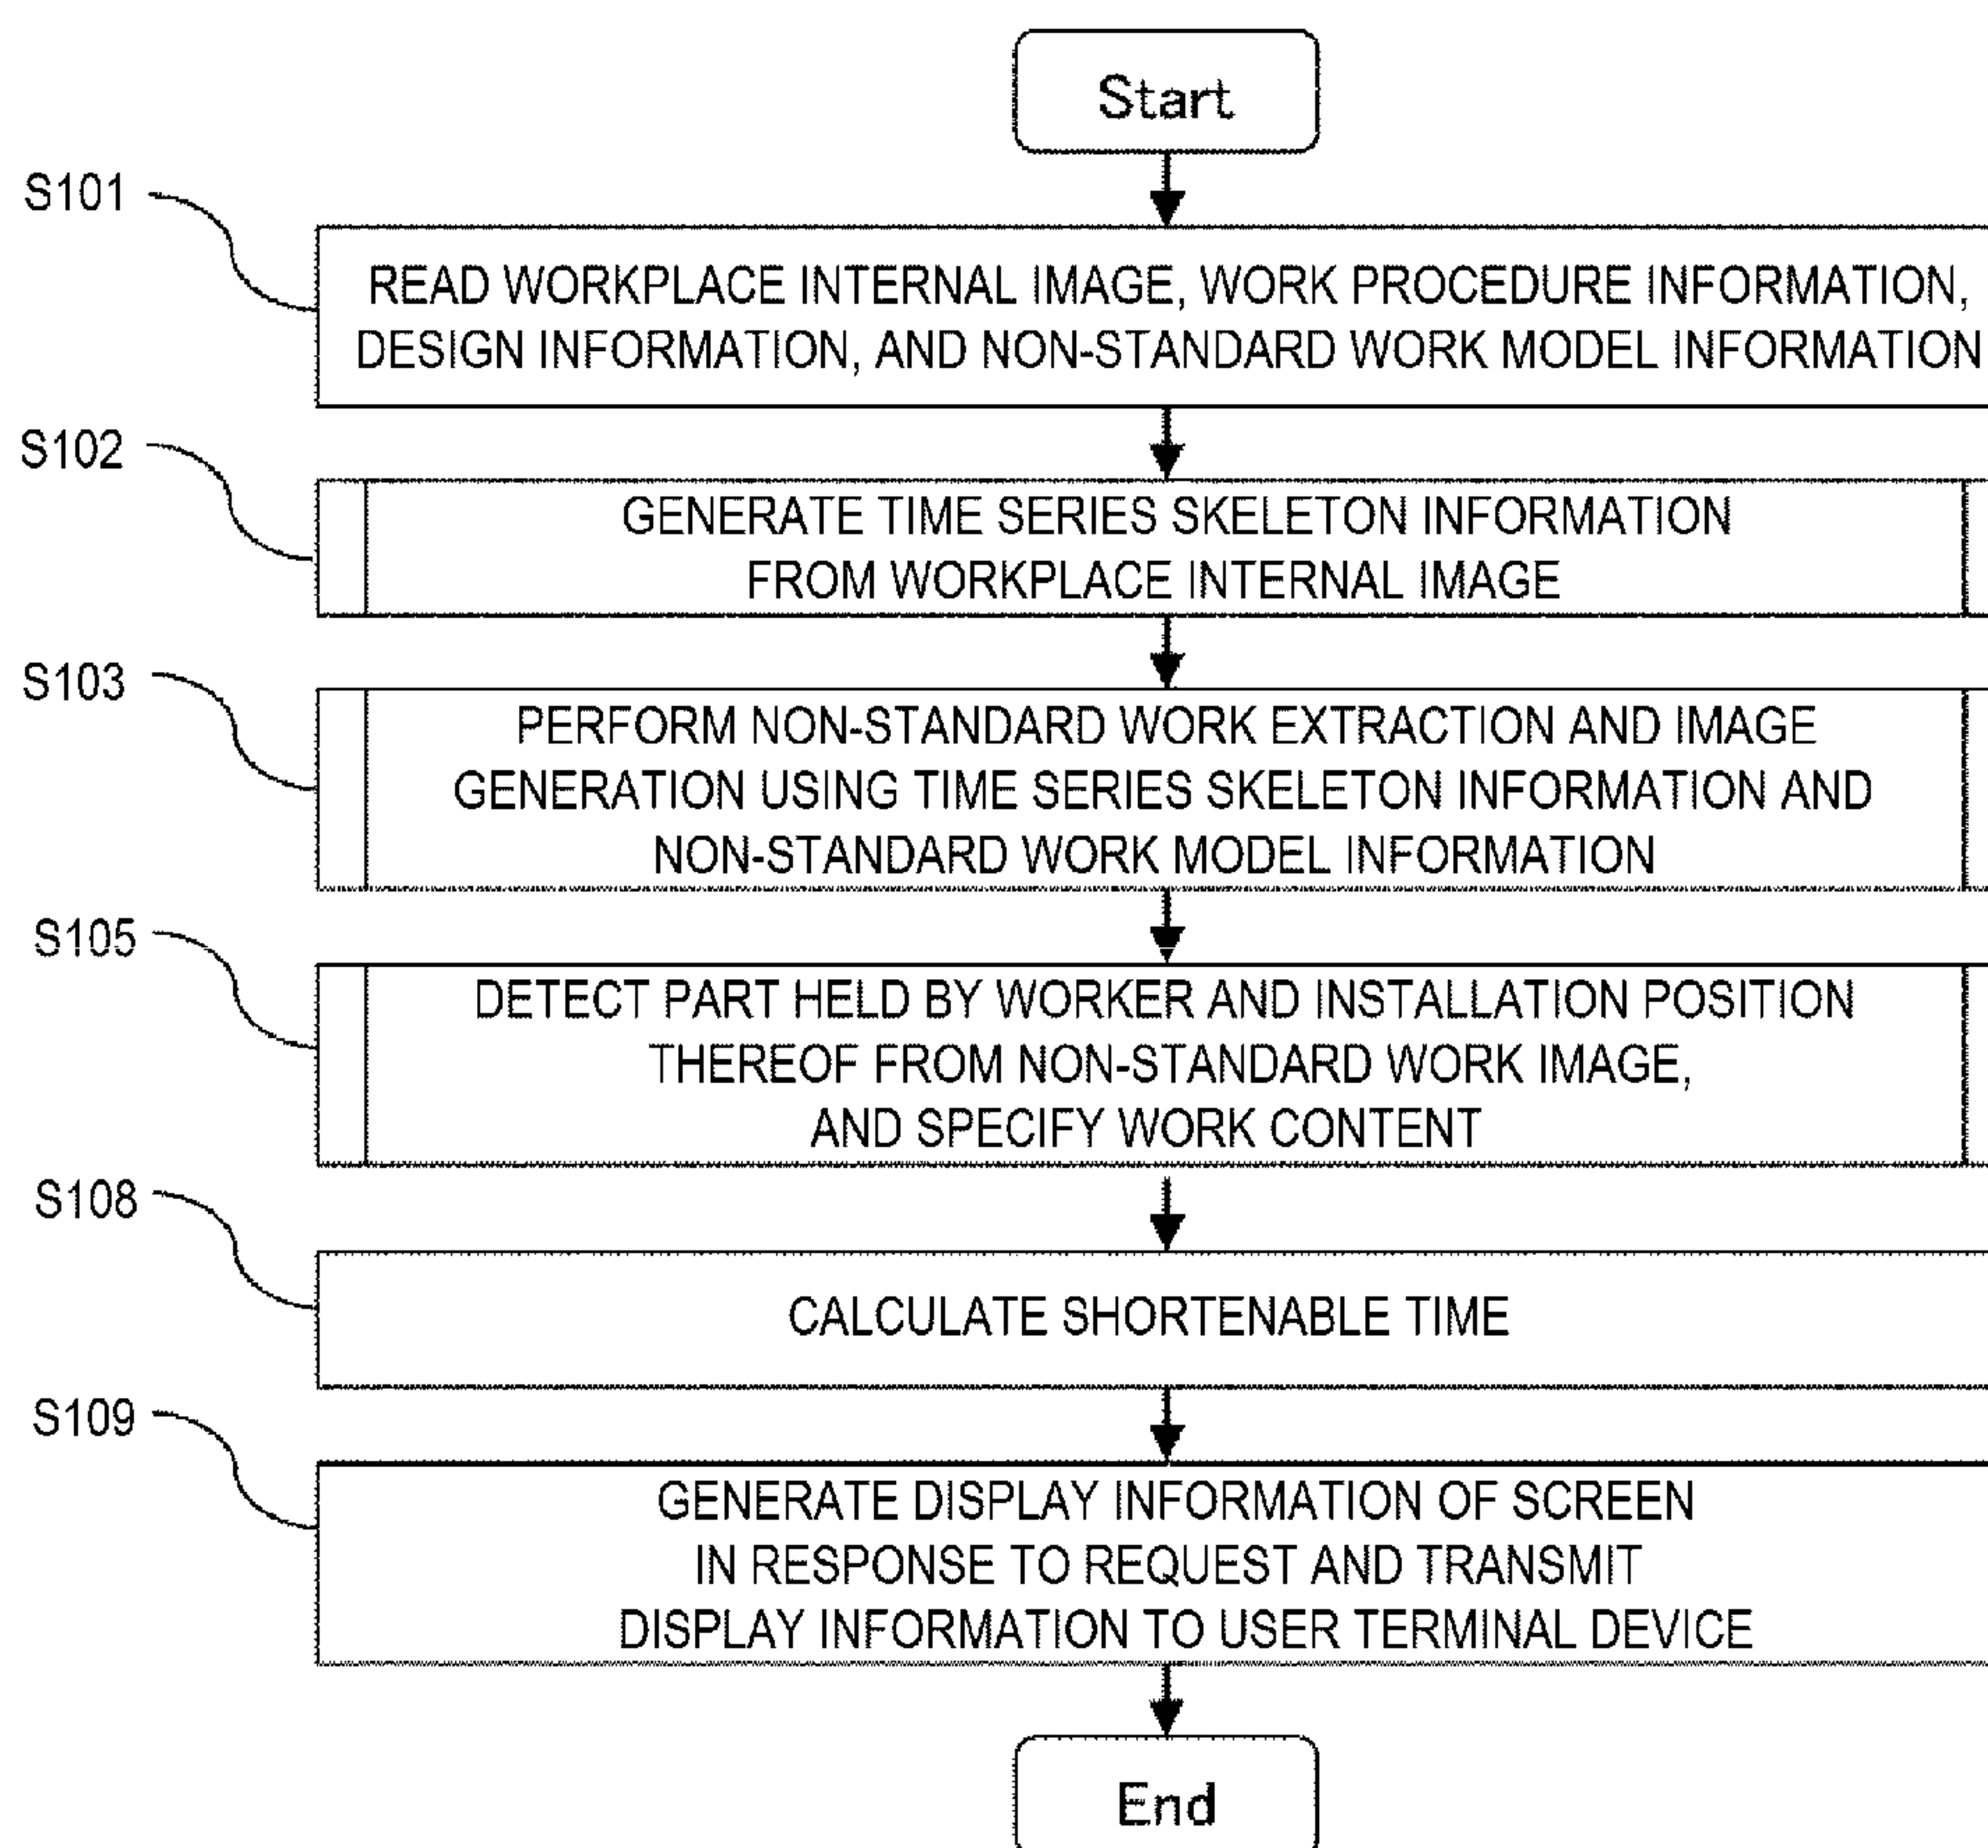 Start
S101
READ WORKPLACE INTERNAL IMAGE, WORK PROCEDURE INFORMATION,
DESIGN INFORMATION, AND NON-STANDARD WORK MODEL INFORMATION
S102
GENERATE TIME SERIES SKELETON INFORMATION
FROM WORKPLACE INTERNAL IMAGE
S103
PERFORM NON-STANDARD WORK EXTRACTION AND IMAGE
GENERATION USING TIME SERIES SKELETON INFORMATION AND
NON-STANDARD WORK MODEL INFORMATION
S105
DETECT PART HELD BY WORKER AND INSTALLATION POSITION
THEREOF FROM NON-STANDARD WORK IMAGE,
AND SPECIFY WORK CONTENT
S108
CALCULATE SHORTENABLE TIME
S109
GENERATE DISPLAY INFORMATION OF SCREEN
IN RESPONSE TO REQUEST AND TRANSMIT
DISPLAY INFORMATION TO USER TERMINAL DEVICE
End